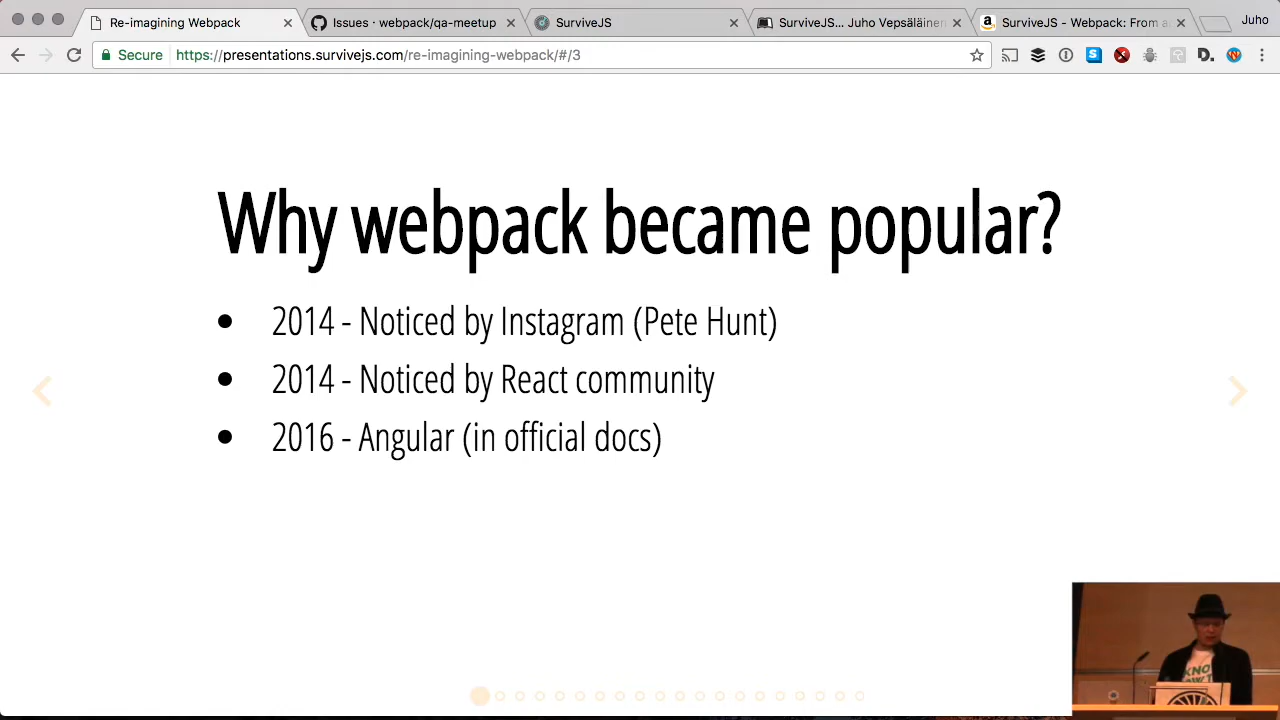 Re-imagining Webpack
Issues · webpack/qa-meetup
SurviveJS
SurviveJS... Juho Vepsäläinen
SurviveJS - Webpack: From a
Juho
Secure
https://presentations.survivejs.com/re-imagining-webpack/#/3
Why webpack became popular?
2014 - Noticed by Instagram (Pete Hunt)
2014 - Noticed by React community
2016 - Angular (in official docs)